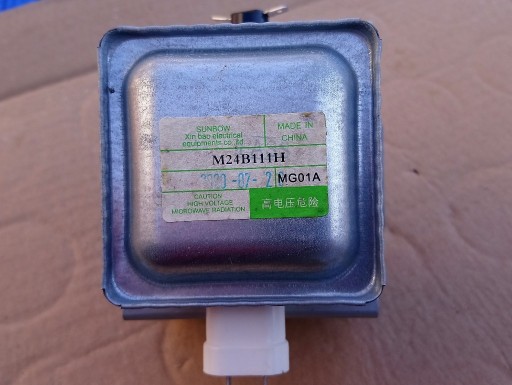 SUNBOW
Xin bao electrical
equipments co.,ltd
MADE IN
CHINA
M24B111H
MG01A
CAUTION
HIGH VOLTAGE
MICROWAVE RADIATION
高电压危险